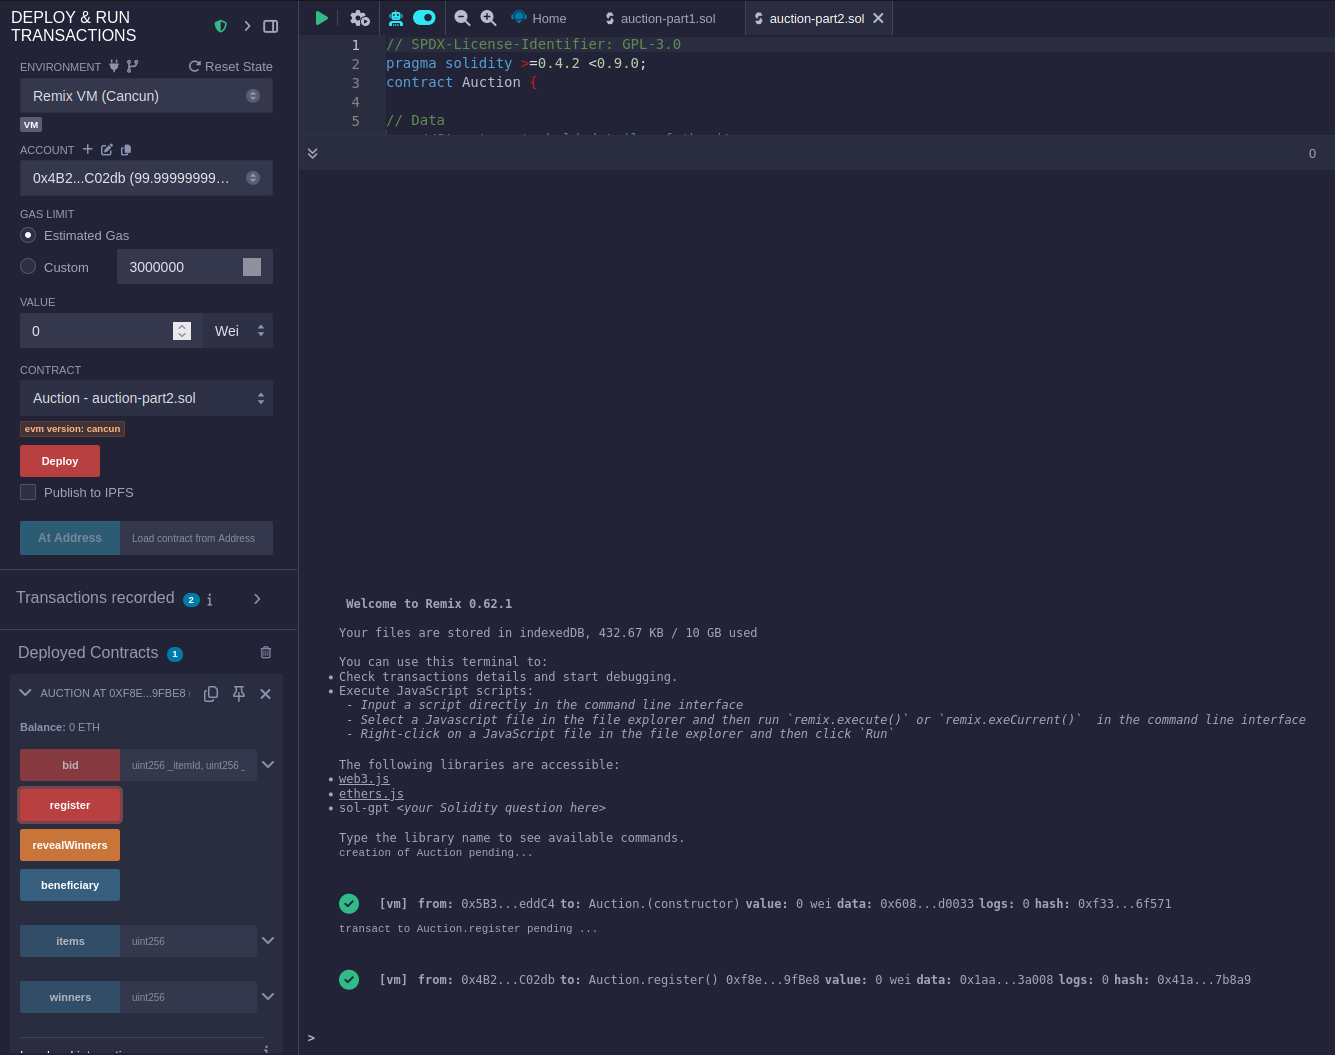 DEPLOY & RUN
TRANSACTIONS
ENVIRONMENT
Reset State
Remix VM (Cancun)
VM
ACCOUNT
0x4B2...C02db (99.99999999...
GAS LIMIT
Estimated Gas
Custom
3000000
VALUE
0
Wei
CONTRACT
Auction - auction-part2.sol
evm version: cancun
Deploy
Publish to IPFS
At Address
Load contract from Address
Transactions recorded 2 i
Deployed Contracts 1
AUCTION AT 0XF8E...9FBE8
Balance: 0 ETH
bid
uint256 _itemId, uint256 _
register
revealWinners
beneficiary
items
uint256
winners
uint256
Home
auction-part1.sol
auction-part2.sol
1 // SPDX-License-Identifier: GPL-3.0
2 pragma solidity >=0.4.2 <0.9.0;
3 contract Auction {
4
5 // Data
0
Welcome to Remix 0.62.1
Your files are stored in indexedDB, 432.67 KB / 10 GB used
You can use this terminal to:
• Check transactions details and start debugging.
• Execute JavaScript scripts:
- Input a script directly in the command line interface
- Select a Javascript file in the file explorer and then run `remix.execute()` or `remix.exeCurrent()` in the command line interface
- Right-click on a JavaScript file in the file explorer and then click `Run`
The following libraries are accessible:
• web3.js
• ethers.js
• sol-gpt <your Solidity question here>
Type the library name to see available commands.
creation of Auction pending...
[vm] from: 0x5B3...eddC4 to: Auction.(constructor) value: 0 wei data: 0x608...d0033 logs: 0 hash: 0xf33...6f571
transact to Auction.register pending ...
[vm] from: 0x4B2...C02db to: Auction.register() 0xf8e...9fBe8 value: 0 wei data: 0x1aa...3a008 logs: 0 hash: 0x41a...7b8a9
>